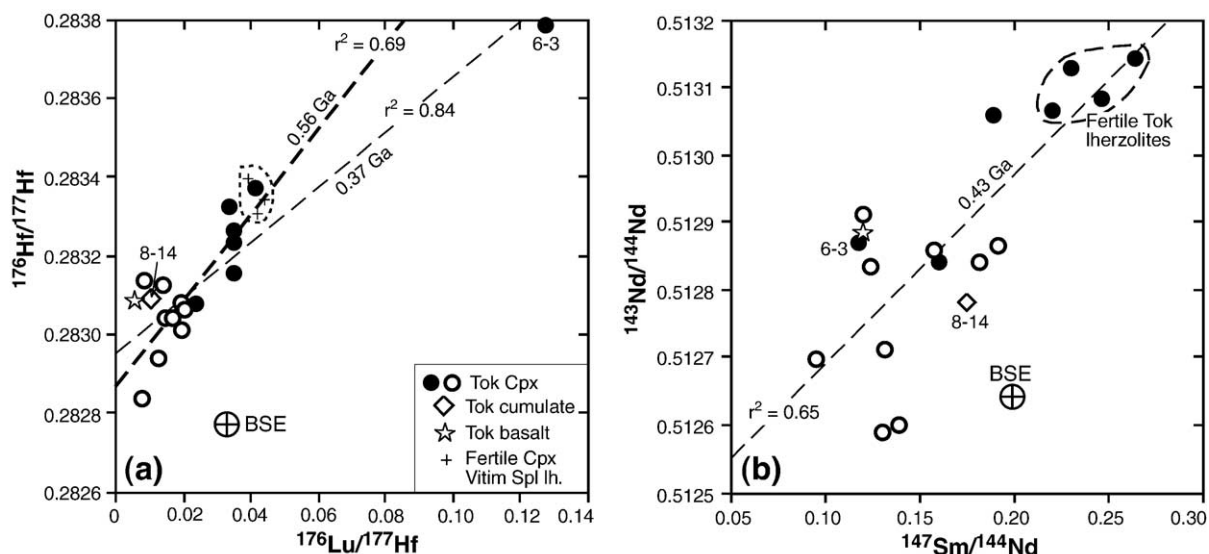 0.2838
0.2836
0.2834
0.2832
0.2830
0.2828
0.2826
¹⁷⁶Hf/¹⁷⁷Hf
0
0.02
0.04
0.06
0.08
0.10
0.12
0.14
¹⁷⁶Lu/¹⁷⁷Hf
r² = 0.69
6-3
r² = 0.84
0.56 Ga
0.37 Ga
8-14
BSE
Tok Cpx
Tok cumulate
Tok basalt
Fertile Cpx
Vitim Spl lh.
(a)
0.5132
0.5131
0.5130
0.5129
0.5128
0.5127
0.5126
0.5125
¹⁴³Nd/¹⁴⁴Nd
0.05
0.10
0.15
0.20
0.25
0.30
¹⁴⁷Sm/¹⁴⁴Nd
Fertile Tok
lherzolites
0.43 Ga
6-3
8-14
BSE
r² = 0.65
(b)